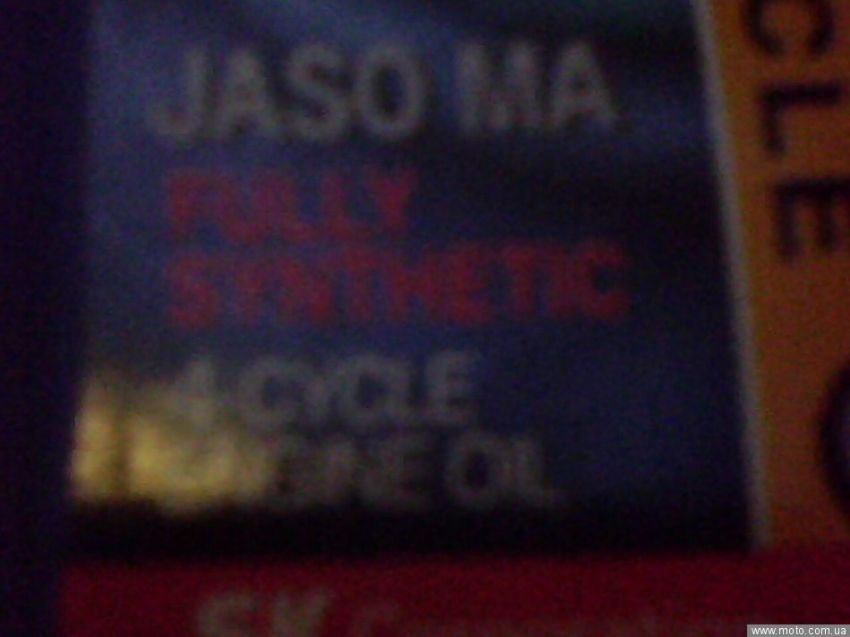 JASO MA
FULLY
SYNTHETIC
4-CYCLE
ENGINE OIL
CLE
www.moto.com.ua